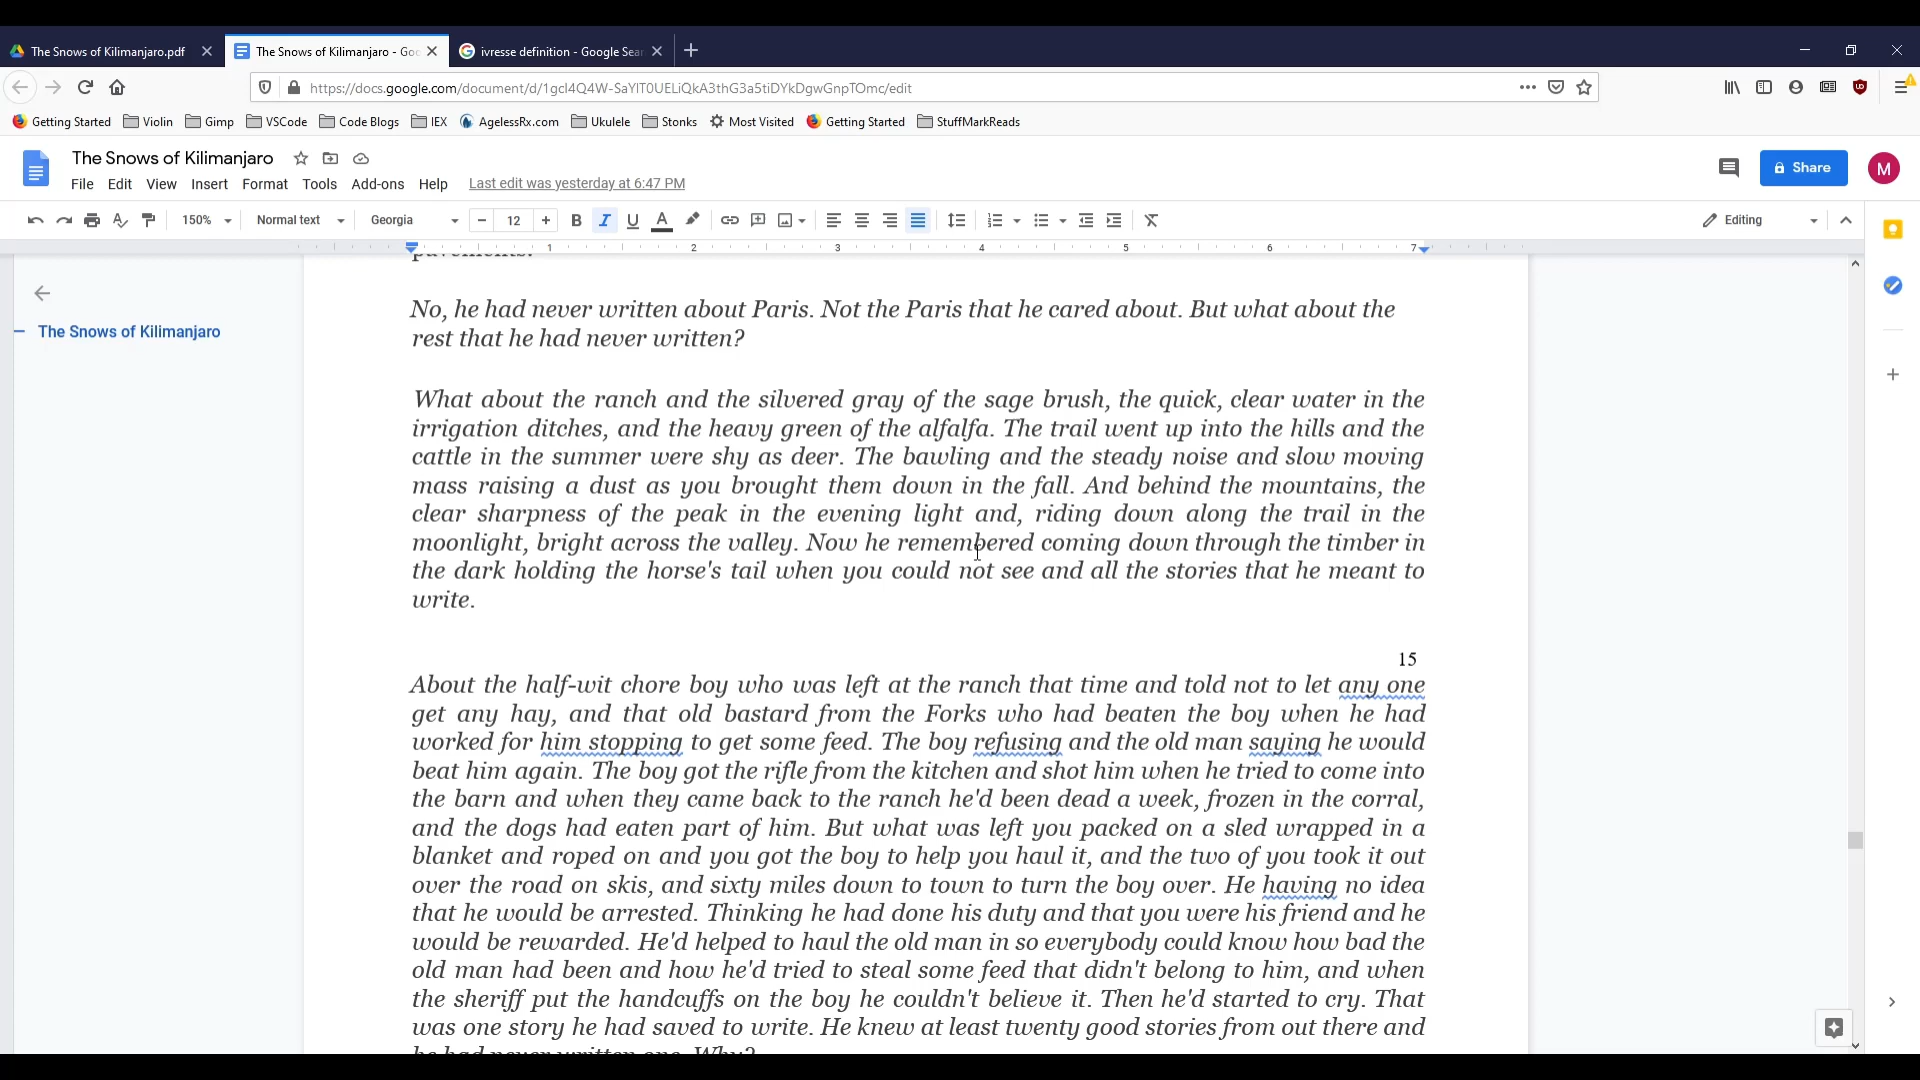 The Snows of Kilimanjaro.pdf
The Snows of Kilimanjaro - Goo
ivresse definition - Google Sear
https://docs.google.com/document/d/1gcl4Q4W-SaYlT0UELiQkA3thG3a5tiDYkDgwGnpTOmc/edit
Getting Started Violin Gimp VSCode Code Blogs IEX AgelessRx.com Ukulele Stonks Most Visited Getting Started StuffMarkReads
The Snows of Kilimanjaro
Share
M
File Edit View Insert Format Tools Add-ons Help Last edit was yesterday at 6:47 PM
150% Normal text Georgia 12 B I U A Editing
1 2 3 4 5 6 7
pavements.
The Snows of Kilimanjaro
No, he had never written about Paris. Not the Paris that he cared about. But what about the
rest that he had never written?
What about the ranch and the silvered gray of the sage brush, the quick, clear water in the
irrigation ditches, and the heavy green of the alfalfa. The trail went up into the hills and the
cattle in the summer were shy as deer. The bawling and the steady noise and slow moving
mass raising a dust as you brought them down in the fall. And behind the mountains, the
clear sharpness of the peak in the evening light and, riding down along the trail in the
moonlight, bright across the valley. Now he remembered coming down through the timber in
the dark holding the horse's tail when you could not see and all the stories that he meant to
write.
15
About the half-wit chore boy who was left at the ranch that time and told not to let any one
get any hay, and that old bastard from the Forks who had beaten the boy when he had
worked for him stopping to get some feed. The boy refusing and the old man saying he would
beat him again. The boy got the rifle from the kitchen and shot him when he tried to come into
the barn and when they came back to the ranch he'd been dead a week, frozen in the corral,
and the dogs had eaten part of him. But what was left you packed on a sled wrapped in a
blanket and roped on and you got the boy to help you haul it, and the two of you took it out
over the road on skis, and sixty miles down to town to turn the boy over. He having no idea
that he would be arrested. Thinking he had done his duty and that you were his friend and he
would be rewarded. He'd helped to haul the old man in so everybody could know how bad the
old man had been and how he'd tried to steal some feed that didn't belong to him, and when
the sheriff put the handcuffs on the boy he couldn't believe it. Then he'd started to cry. That
was one story he had saved to write. He knew at least twenty good stories from out there and
he had never written one. Why?